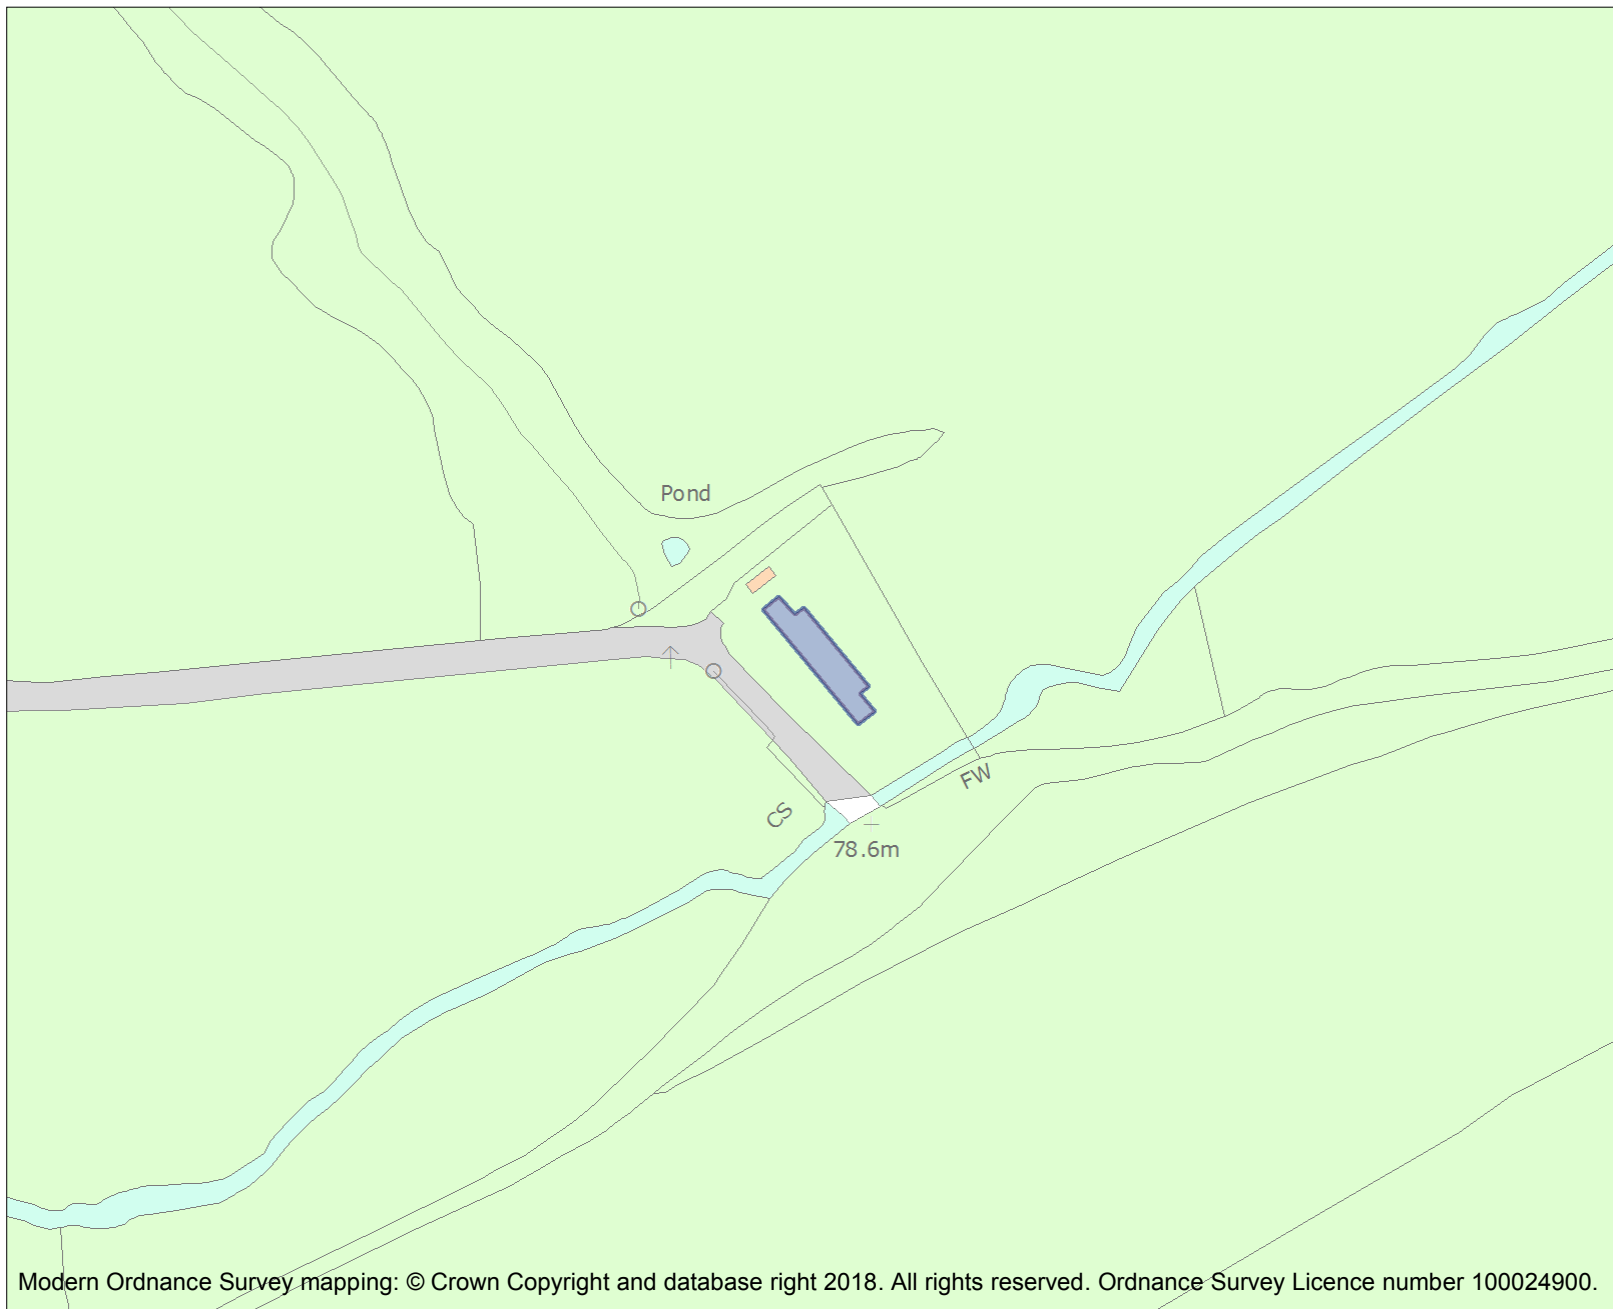 Pond
FW
CS
78.6m
Modern Ordnance Survey mapping: © Crown Copyright and database right 2018. All rights reserved. Ordnance Survey Licence number 100024900.